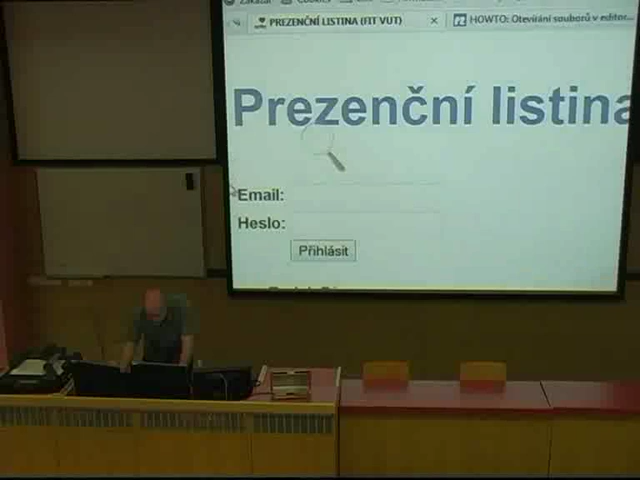 PREZENČNÍ LISTINA (FIT VUT)
HOWTO: Otevírání souborů v editor...
Prezenční listina
Email:
Heslo:
Přihlásit